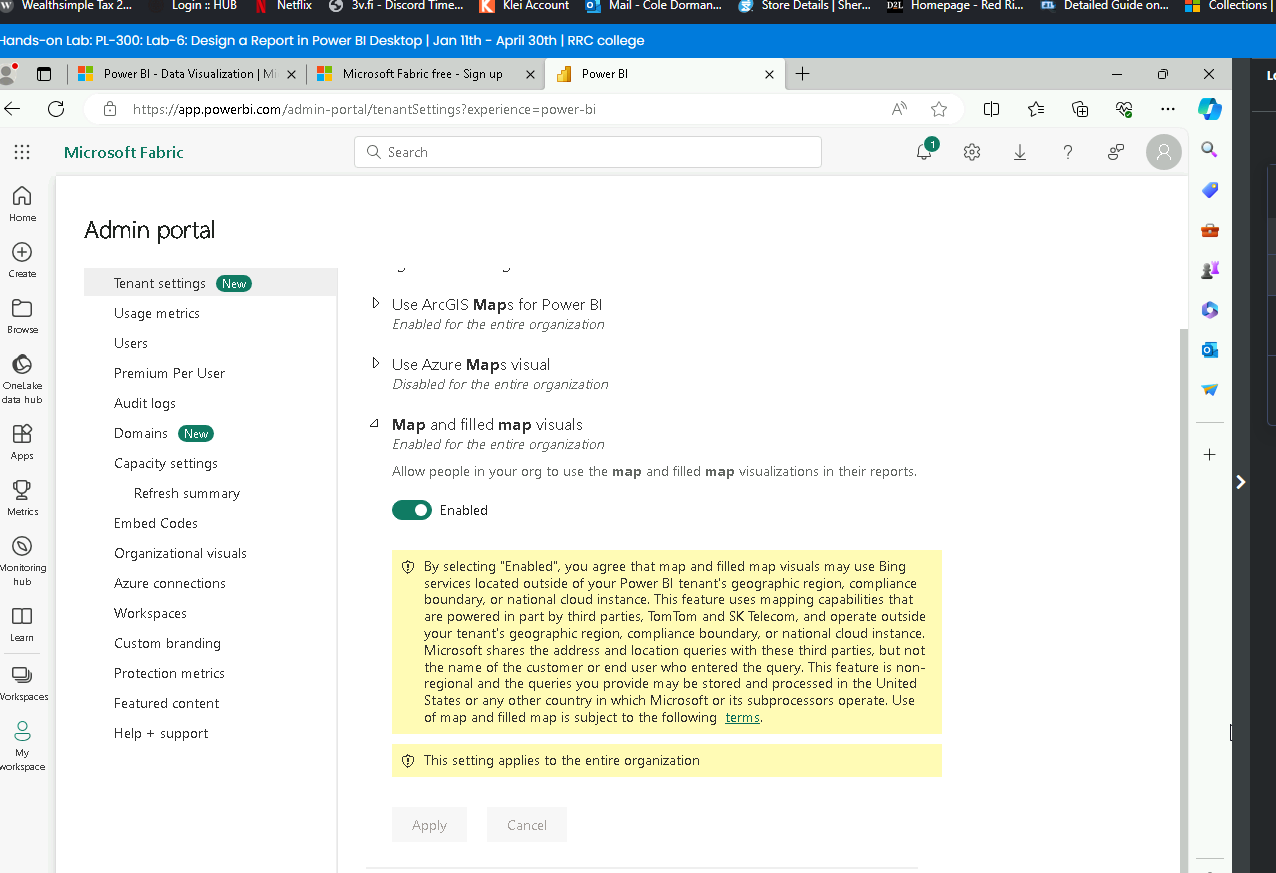 Wealthsimple Tax 2...
Login :: HUB
Netflix
3v.fi - Discord Time...
Klei Account
Mail - Cole Dorman...
Store Details | Sher...
D2L
Homepage - Red Ri...
Detailed Guide on...
Collections |
Hands-on Lab: PL-300: Lab-6: Design a Report in Power BI Desktop | Jan 11th - April 30th | RRC college
Power BI - Data Visualization | Mi
Microsoft Fabric free - Sign up
Power BI
https://app.powerbi.com/admin-portal/tenantSettings?experience=power-bi
Microsoft Fabric
Search
1
Home
Create
Browse
OneLake
data hub
Apps
Metrics
Monitoring
hub
Learn
Workspaces
My
workspace
Admin portal
Tenant settings New
Usage metrics
Users
Premium Per User
Audit logs
Domains New
Capacity settings
Refresh summary
Embed Codes
Organizational visuals
Azure connections
Workspaces
Custom branding
Protection metrics
Featured content
Help + support
Use ArcGIS Maps for Power BI
Enabled for the entire organization
Use Azure Maps visual
Disabled for the entire organization
Map and filled map visuals
Enabled for the entire organization
Allow people in your org to use the map and filled map visualizations in their reports.
Enabled
By selecting "Enabled", you agree that map and filled map visuals may use Bing
services located outside of your Power BI tenant's geographic region, compliance
boundary, or national cloud instance. This feature uses mapping capabilities that
are powered in part by third parties, TomTom and SK Telecom, and operate outside
your tenant's geographic region, compliance boundary, or national cloud instance.
Microsoft shares the address and location queries with these third parties, but not
the name of the customer or end user who entered the query. This feature is non-
regional and the queries you provide may be stored and processed in the United
States or any other country in which Microsoft or its subprocessors operate. Use
of map and filled map is subject to the following terms.
This setting applies to the entire organization
Apply
Cancel